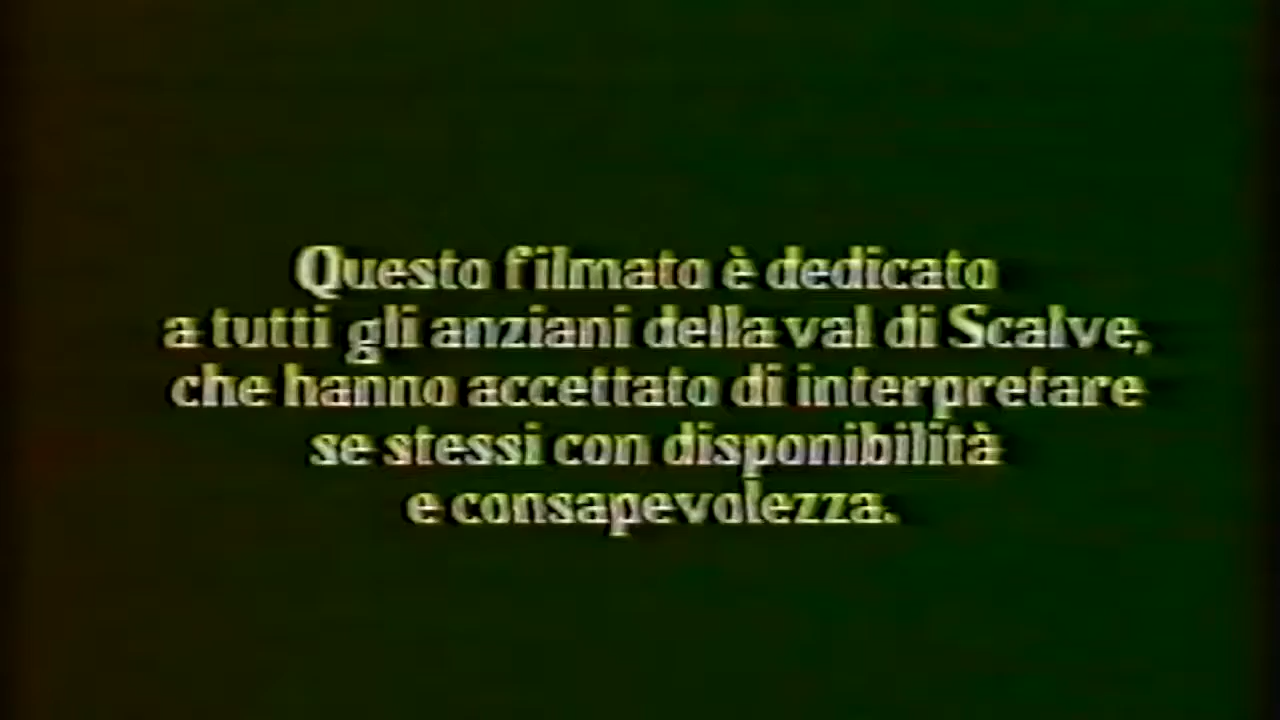 Questo filmato è dedicato
a tutti gli anziani della val di Scalve,
che hanno accettato di interpretare
se stessi con disponibilità
e consapevolezza.